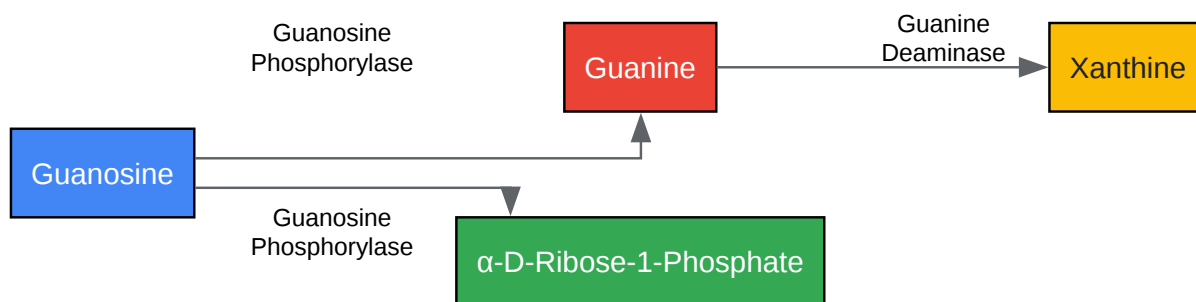 Guanosine
Phosphorylase
Guanine
Guanine
Deaminase
Xanthine
Guanosine
Guanosine
Phosphorylase
α-D-Ribose-1-Phosphate